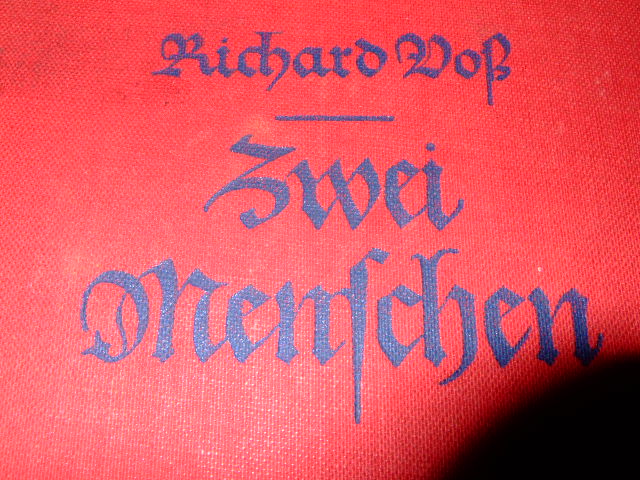 Richard Voß
Zwei
Menſchen